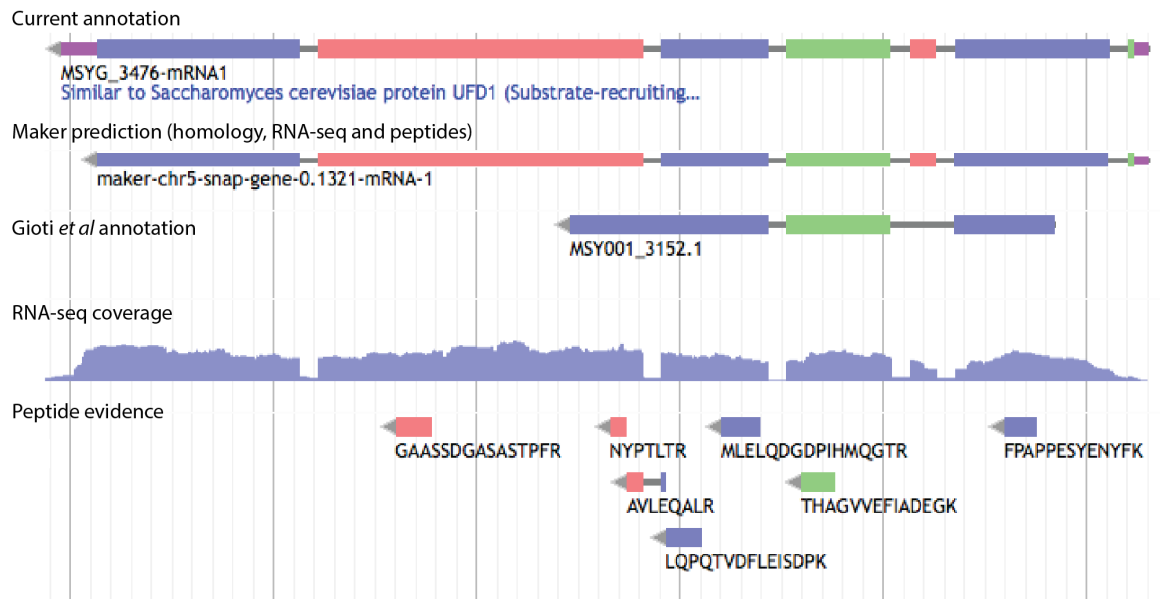 Current annotation
MSYG_3476-mRNA1
Similar to Saccharomyces cerevisiae protein UFD1 (Substrate-recruiting...
Maker prediction (homology, RNA-seq and peptides)
maker-chr5-snap-gene-0.1321-mRNA-1
Gioti et al annotation
MSY001_3152.1
RNA-seq coverage
Peptide evidence
GAASSDGASASTPFR NYPTLTR MLELQDGDPIHMQGTR FPAPPESYENYFK
AVLEQALR THAGVVEFIADEGK
LQPQTVDFLEISDPK